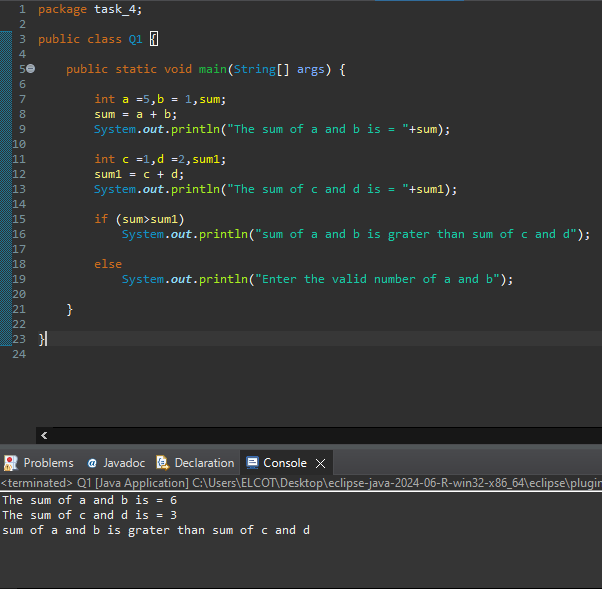 1 package task_4;
2
3 public class Q1 {
4
5 public static void main(String[] args) {
6
7 int a =5,b = 1,sum;
8 sum = a + b;
9 System.out.println("The sum of a and b is = "+sum);
10
11 int c =1,d =2,sum1;
12 sum1 = c + d;
13 System.out.println("The sum of c and d is = "+sum1);
14
15 if (sum>sum1)
16 System.out.println("sum of a and b is grater than sum of c and d");
17
18 else
19 System.out.println("Enter the valid number of a and b");
20
21 }
22
23 }
24
Problems @ Javadoc Declaration Console
<terminated> Q1 [Java Application] C:\Users\ELCOT\Desktop\eclipse-java-2024-06-R-win32-x86_64\eclipse\plugin
The sum of a and b is = 6
The sum of c and d is = 3
sum of a and b is grater than sum of c and d